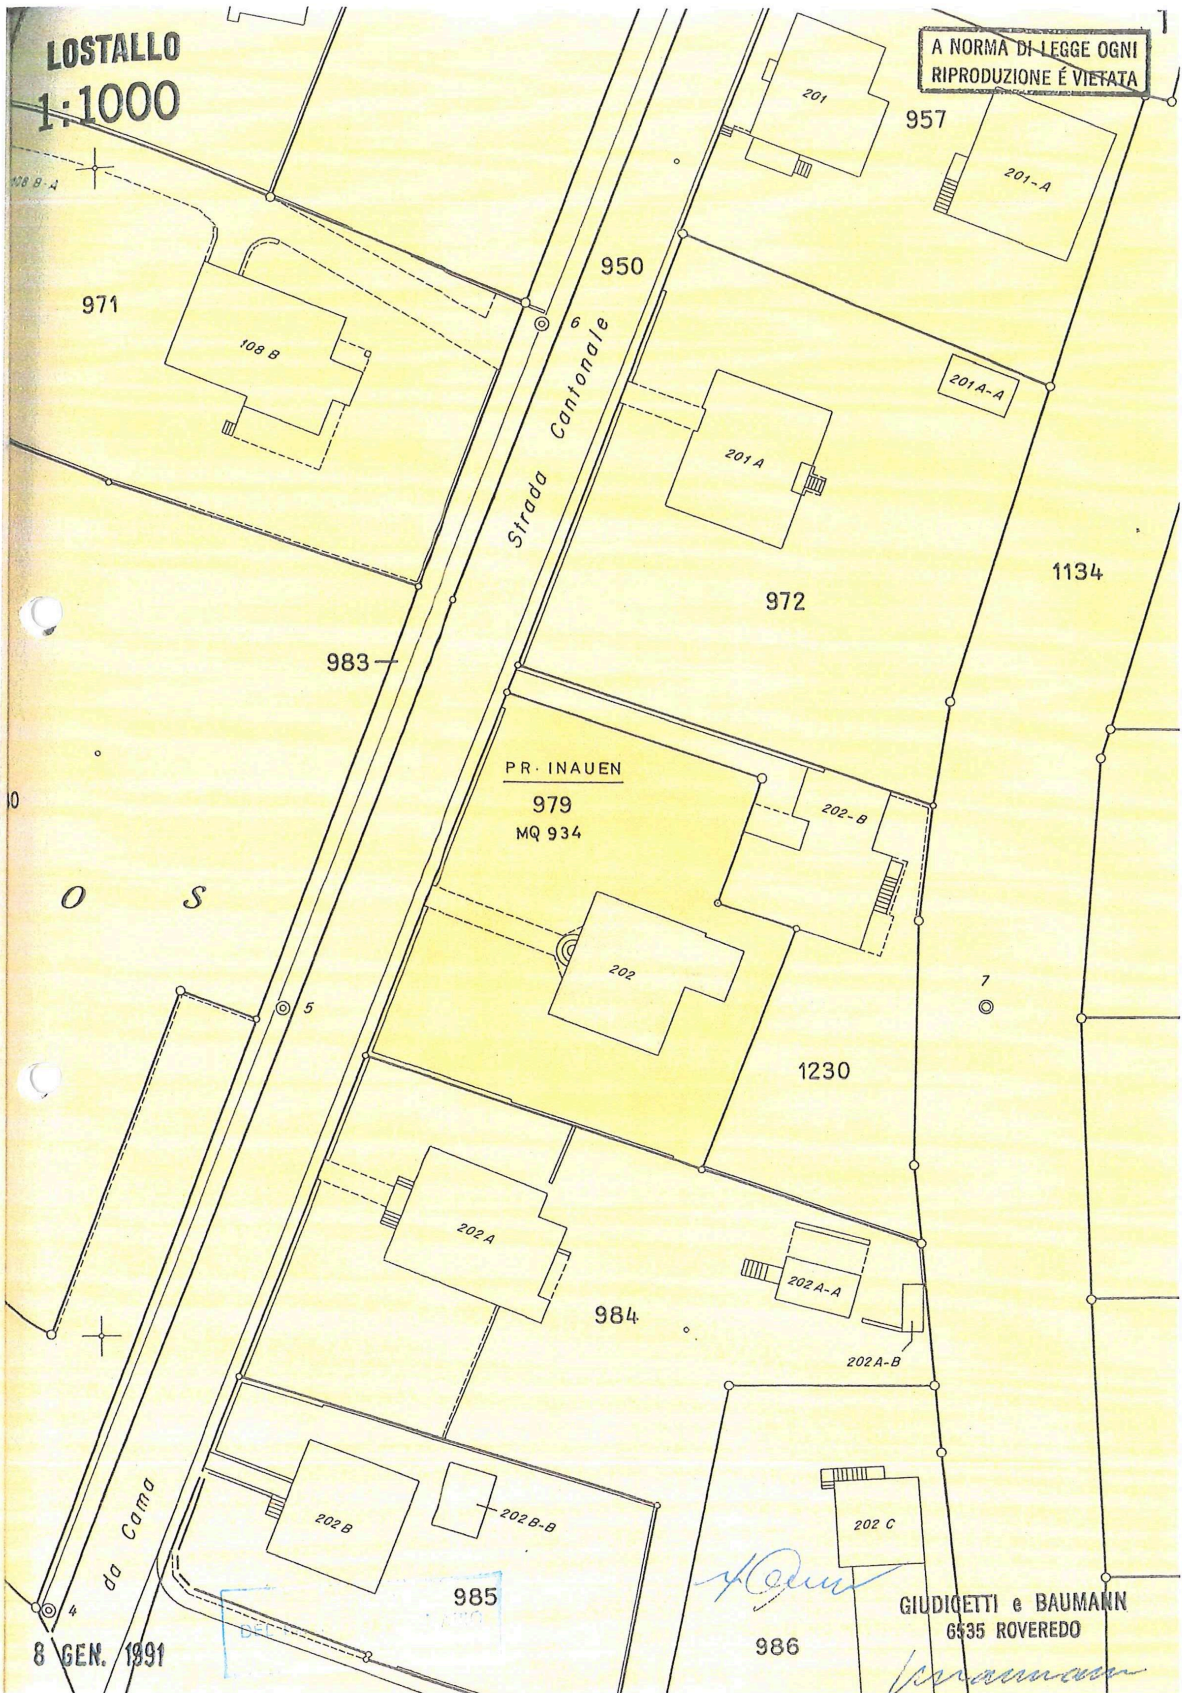 LOSTALLO
1:1000
A NORMA DI LEGGE OGNI
RIPRODUZIONE É VIETATA
201
957
201-A
108 B-A
950
971
108 B
6
Strada Cantonale
201 A-A
201 A
1134
972
983
PR. INAUEN
979
MQ 934
202-B
O S
202
7
5
1230
202 A
202 A-A
984
202 A-B
da Cama
202 B
202 B-B
202 C
985
4
GIUDICETTI e BAUMANN
6535 ROVEREDO
986
8 GEN. 1991